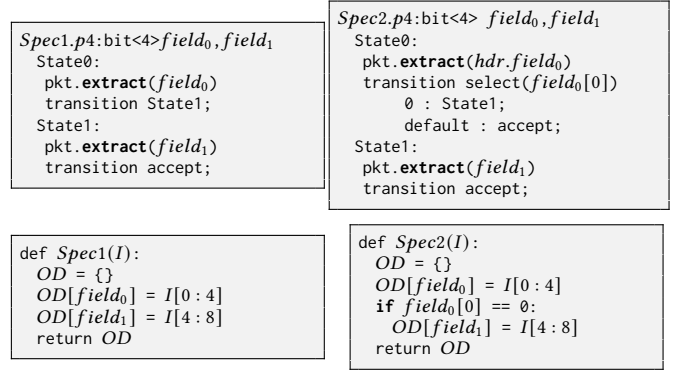 Spec1.p4:bit<4>field₀,field₁
State0:
pkt.extract(field₀)
transition State1;
State1:
pkt.extract(field₁)
transition accept;
Spec2.p4:bit<4> field₀,field₁
State0:
pkt.extract(hdr.field₀)
transition select(field₀[0])
0 : State1;
default : accept;
State1:
pkt.extract(field₁)
transition accept;
def Spec1(I):
OD = {}
OD[field₀] = I[0 : 4]
OD[field₁] = I[4 : 8]
return OD
def Spec2(I):
OD = {}
OD[field₀] = I[0 : 4]
if field₀[0] == 0:
OD[field₁] = I[4 : 8]
return OD